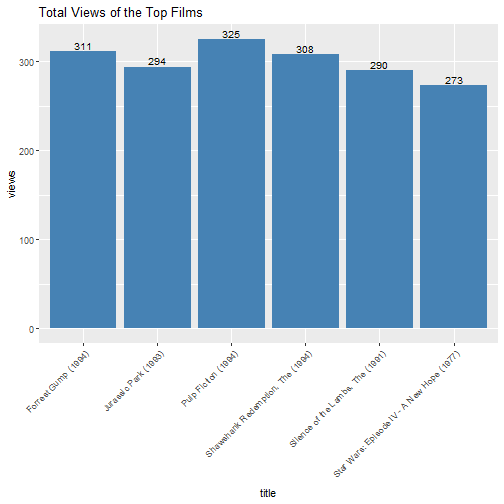 Total Views of the Top Films
325
311
308
294
290
273
300
200
100
0
views
Forrest Gump (1994)
Jurassic Park (1993)
Pulp Fiction (1994)
Shawshank Redemption, The (1994)
Silence of the Lambs, The (1991)
Star Wars: Episode IV - A New Hope (1977)
title